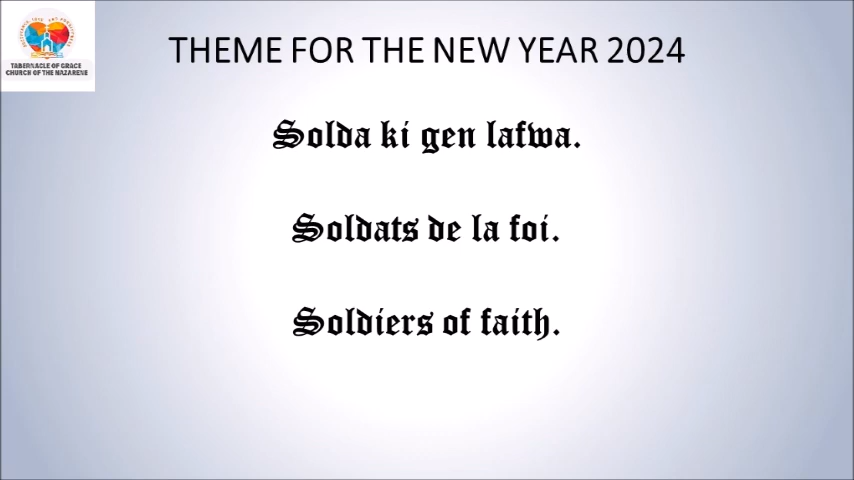 TABERNACLE OF GRACE
CHURCH OF THE NAZARENE
THEME FOR THE NEW YEAR 2024
Solda ki gen lafwa.
Soldats de la foi.
Soldiers of faith.